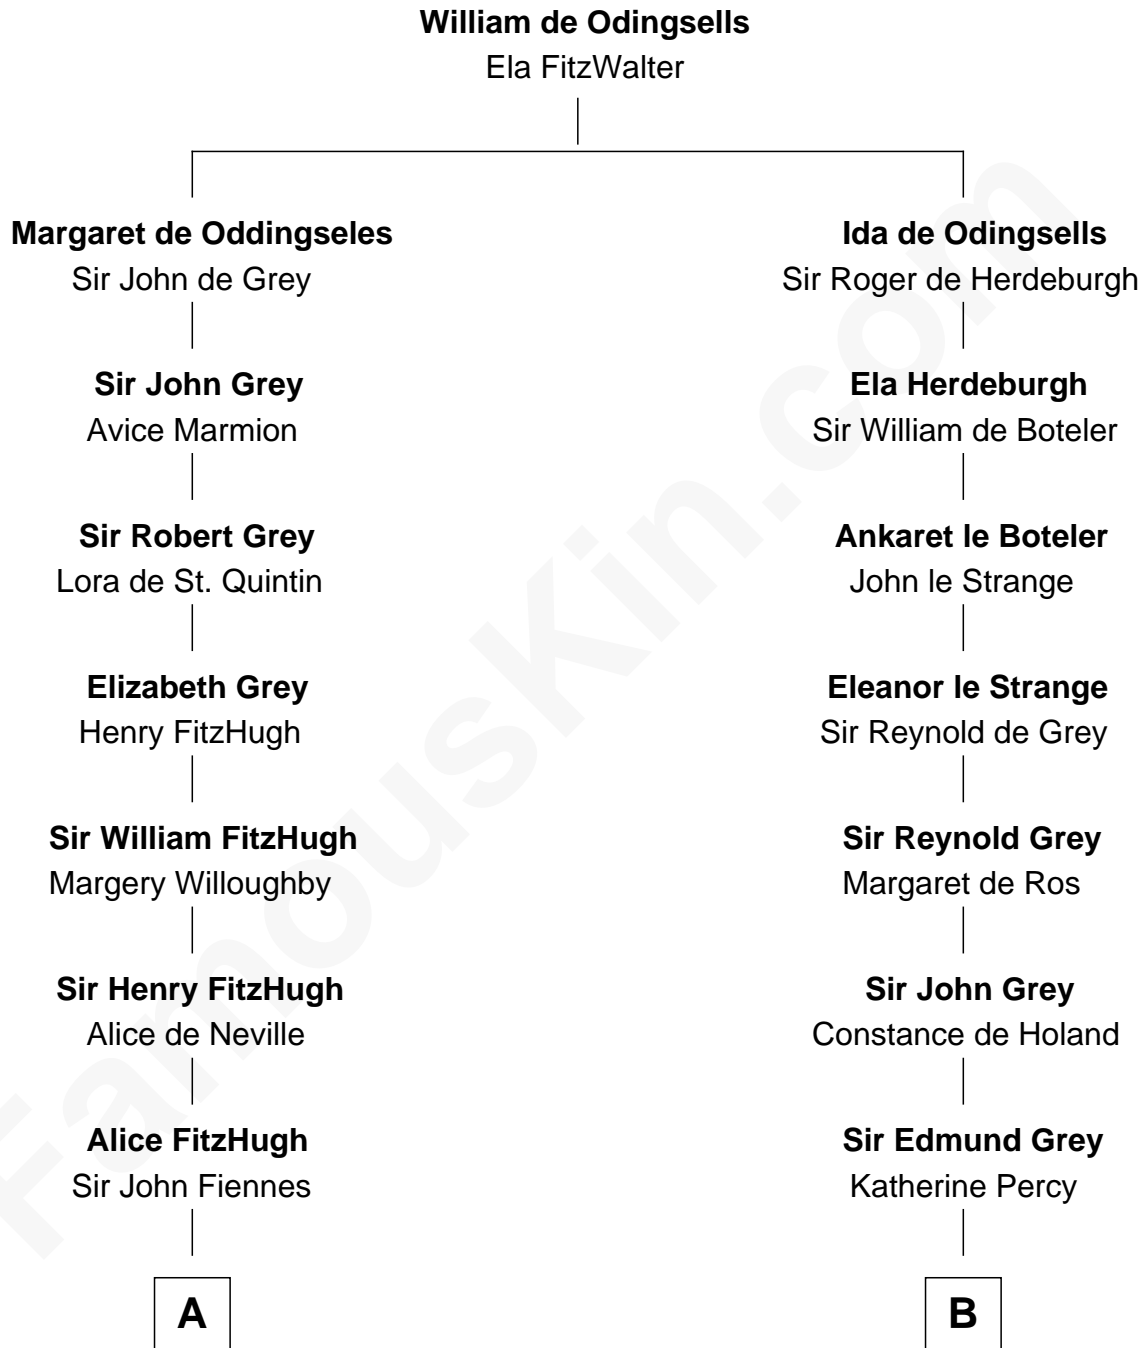 William de Odingsells
Ela FitzWalter
Margaret de Oddingseles
Sir John de Grey
Sir John Grey
Avice Marmion
Sir Robert Grey
Lora de St. Quintin
Elizabeth Grey
Henry FitzHugh
Sir William FitzHugh
Margery Willoughby
Sir Henry FitzHugh
Alice de Neville
Alice FitzHugh
Sir John Fiennes
A
Ida de Odingsells
Sir Roger de Herdeburgh
Ela Herdeburgh
Sir William de Boteler
Ankaret le Boteler
John le Strange
Eleanor le Strange
Sir Reynold de Grey
Sir Reynold Grey
Margaret de Ros
Sir John Grey
Constance de Holand
Sir Edmund Grey
Katherine Percy
B
FamousKin.com